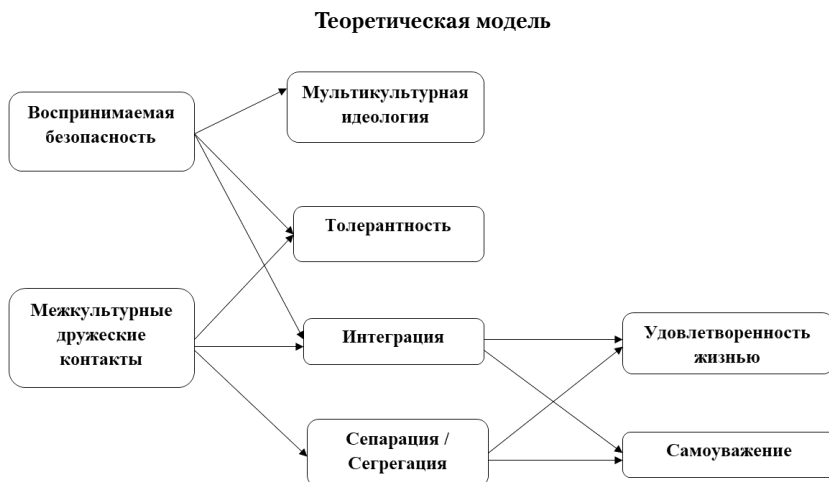 Теоретическая модель
Воспринимаемая
безопасность
Мультикультурная
идеология
Толерантность
Межкультурные
дружеские
контакты
Интеграция
Удовлетворенность
жизнью
Сепарация /
Сегрегация
Самоуважение